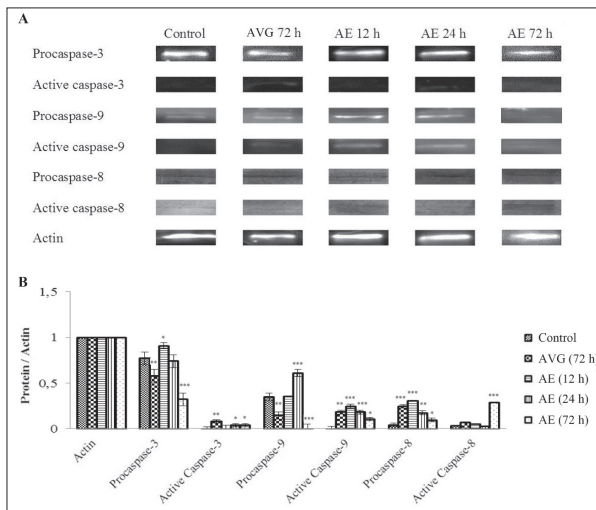 A
Control AVG 72 h AE 12 h AE 24 h AE 72 h
Procaspase-3
Active caspase-3
Procaspase-9
Active caspase-9
Procaspase-8
Active caspase-8
Actin
B
1,5
1
0,5
0
Protein / Actin
* ** ***
** * *
*** ** ***
** *** *** *
*** *** ** *
***
Actin
Procaspase-3
Active Caspase-3
Procaspase-9
Active Caspase-9
Procaspase-8
Active Caspase-8
Control
AVG (72 h)
AE (12 h)
AE (24 h)
AE (72 h)